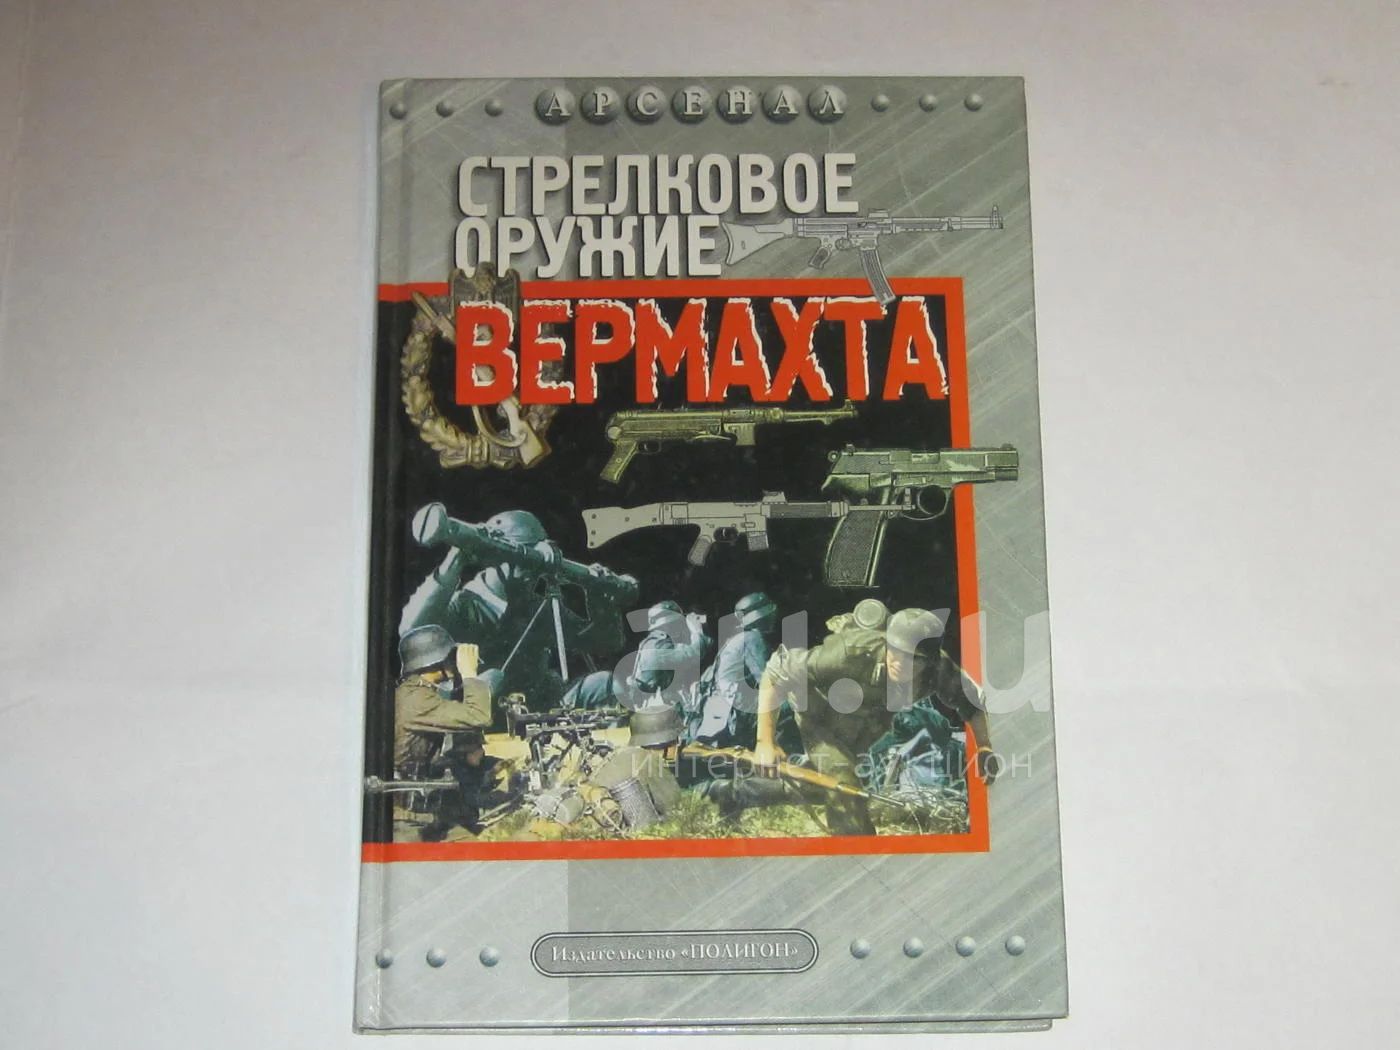 АРСЕНАЛ
СТРЕЛКОВОЕ
ОРУЖИЕ
ВЕРМАХТА
au.ru
интернет-аукцион
Издательство «ПОЛИГОН»